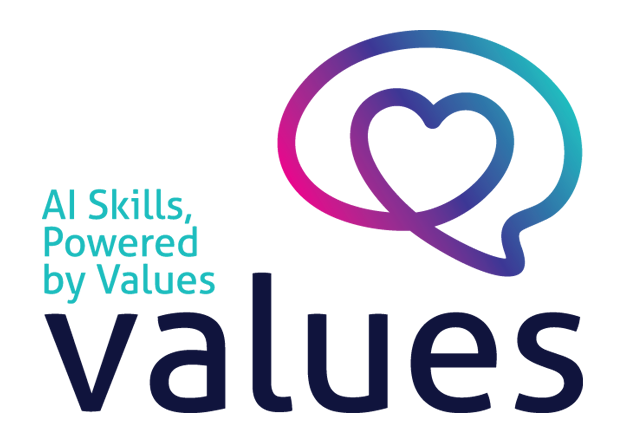 AI Skills,
Powered
by Values
values